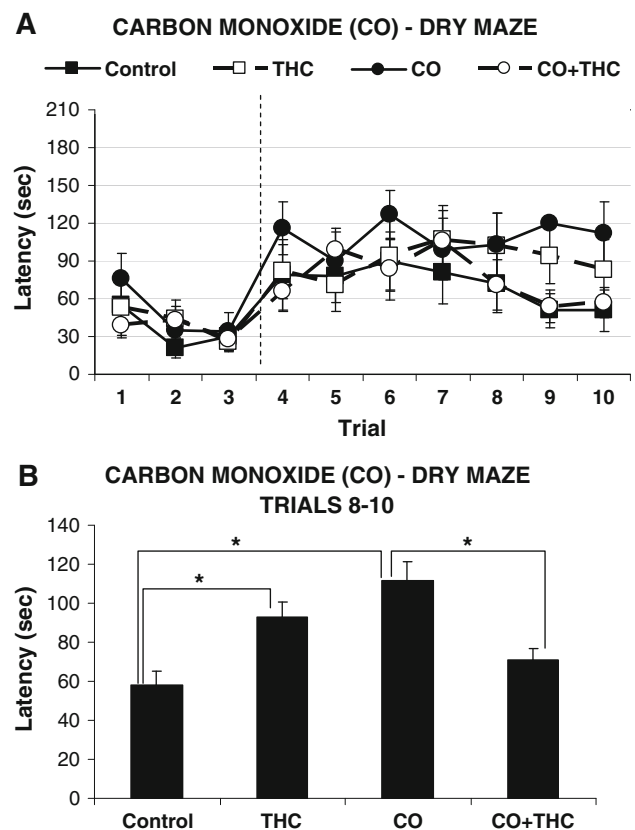 A CARBON MONOXIDE (CO) - DRY MAZE
Control THC CO CO+THC
Latency (sec)
210
180
150
120
90
60
30
0
1 2 3 4 5 6 7 8 9 10
Trial
B CARBON MONOXIDE (CO) - DRY MAZE
TRIALS 8-10
Latency (sec)
140
120
100
80
60
40
20
0
* *
*
Control THC CO CO+THC